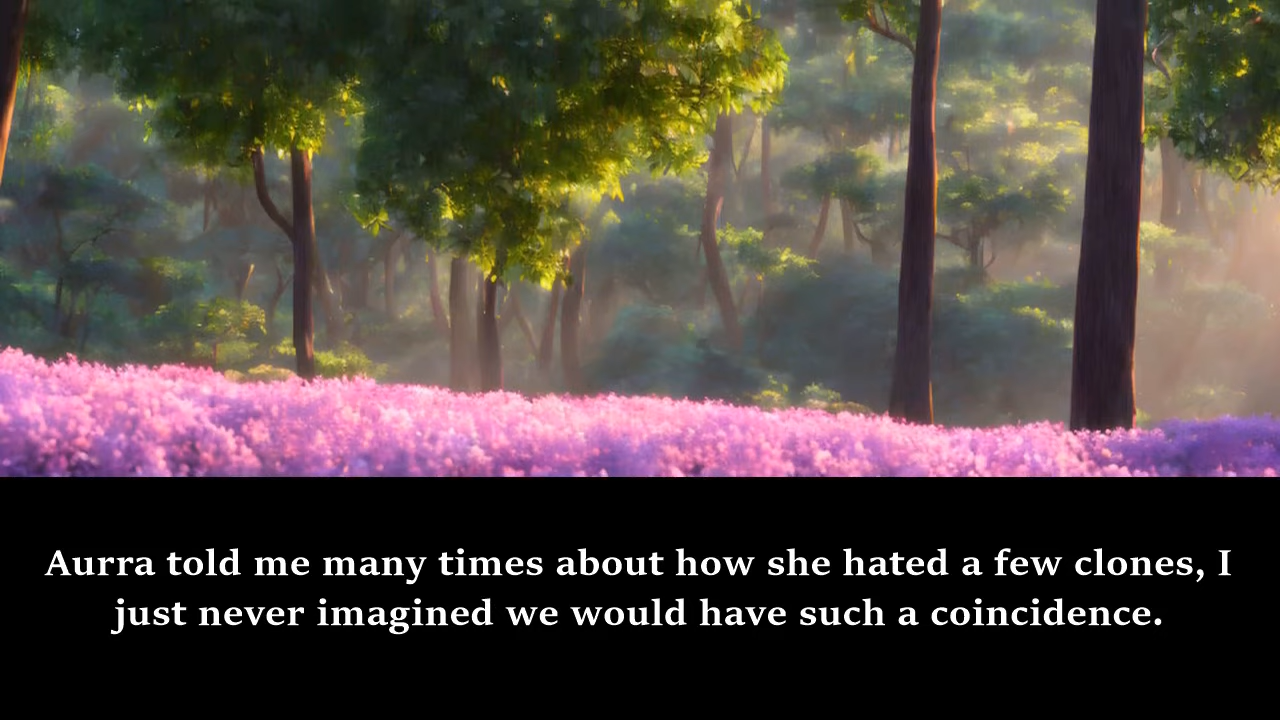 Aurra told me many times about how she hated a few clones, I
just never imagined we would have such a coincidence.